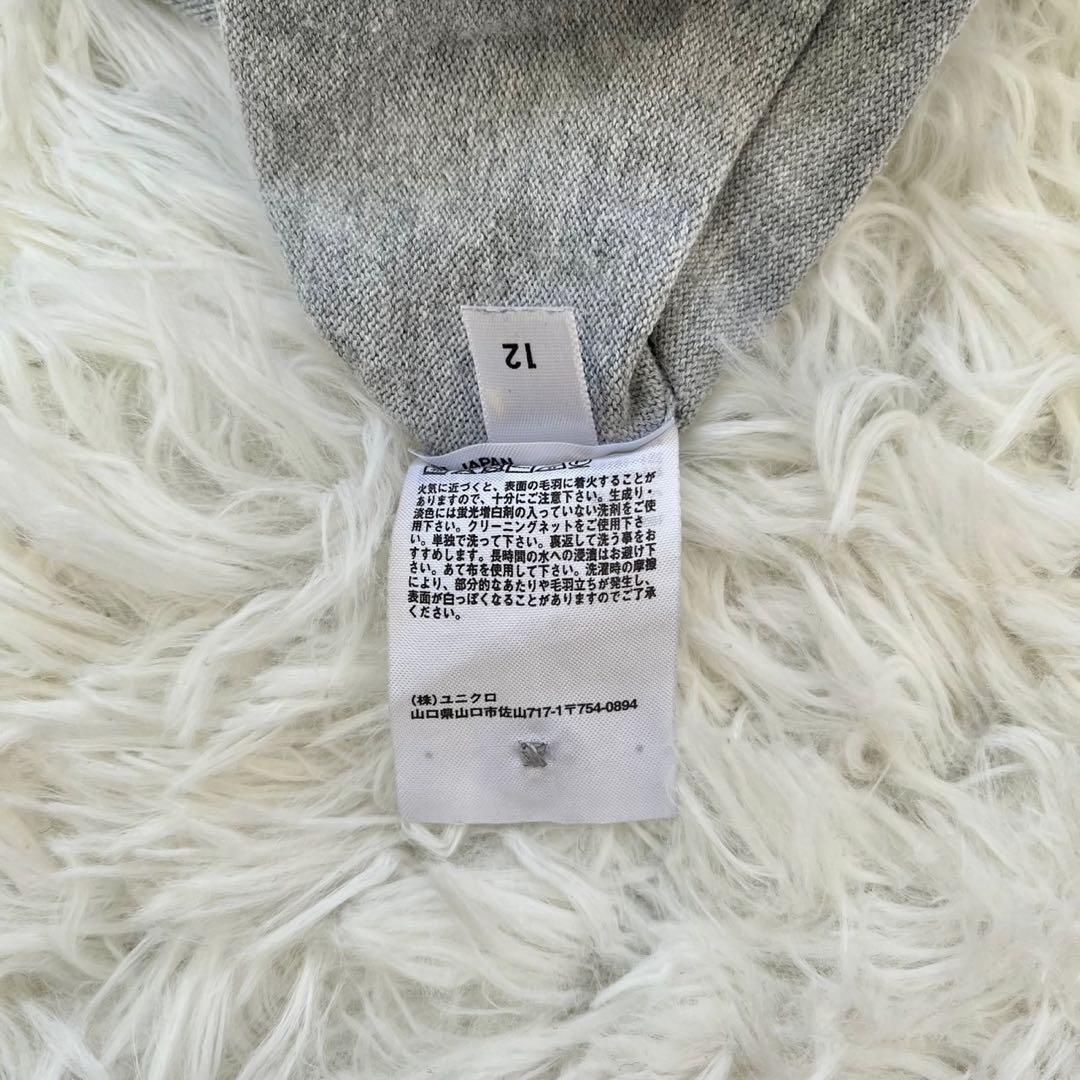 12
JAPAN
火気に近づくと、表面の毛羽に着火することが
ありますので、十分にご注意下さい。生成り・
淡色には蛍光増白剤の入っていない洗剤をご使
用下さい。クリーニングネットをご使用下さ
い。単独で洗って下さい。裏返して洗う事をお
すすめします。長時間の水への浸漬はお避け下
さい。あて布を使用して下さい。洗濯時の摩擦
により、部分的なあたりや毛羽立ちが発生し、
表面が白っぽくなることがありますのでご了承
ください。
(株)ユニクロ
山口県山口市佐山717-1〒754-0894